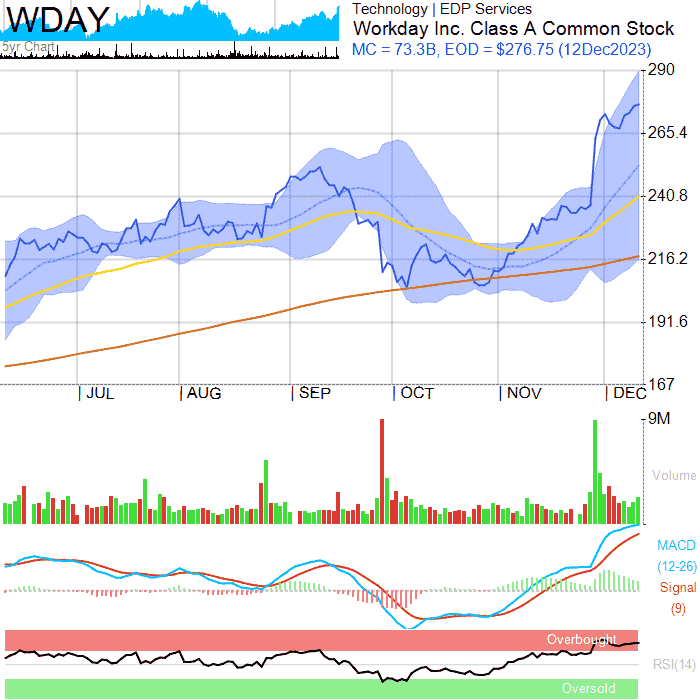 WDAY
5yr Chart
Technology | EDP Services
Workday Inc. Class A Common Stock
MC = 73.3B, EOD = $276.75 (12Dec2023)
290
265.4
240.8
216.2
191.6
167
JUL AUG SEP OCT NOV DEC
9M
Volume
MACD
(12-26)
Signal
(9)
Overbought
RSI(14)
Oversold